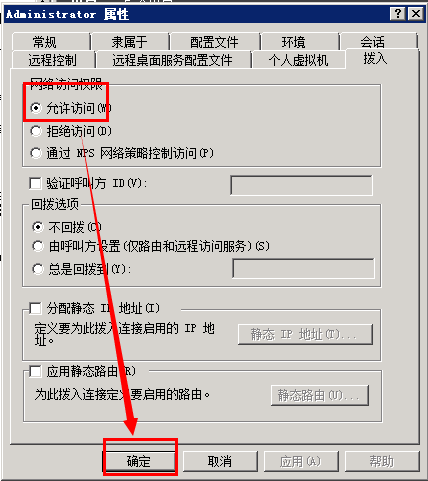 Administrator 属性
常规 隶属于 配置文件 环境 会话
远程控制 远程桌面服务配置文件 个人虚拟机 拨入
网络访问权限
允许访问(W)
拒绝访问(D)
通过 NPS 网络策略控制访问(P)
验证呼叫方 ID(V):
回拨选项
不回拨(C)
由呼叫方设置(仅路由和远程访问服务)(S)
总是回拨到(Y):
分配静态 IP 地址(I)
定义要为此拨入连接启用的 IP 地
址。
静态 IP 地址(T)...
应用静态路由(R)
为此拨入连接定义要启用的路由。
静态路由(U)...
确定 取消 应用(A) 帮助